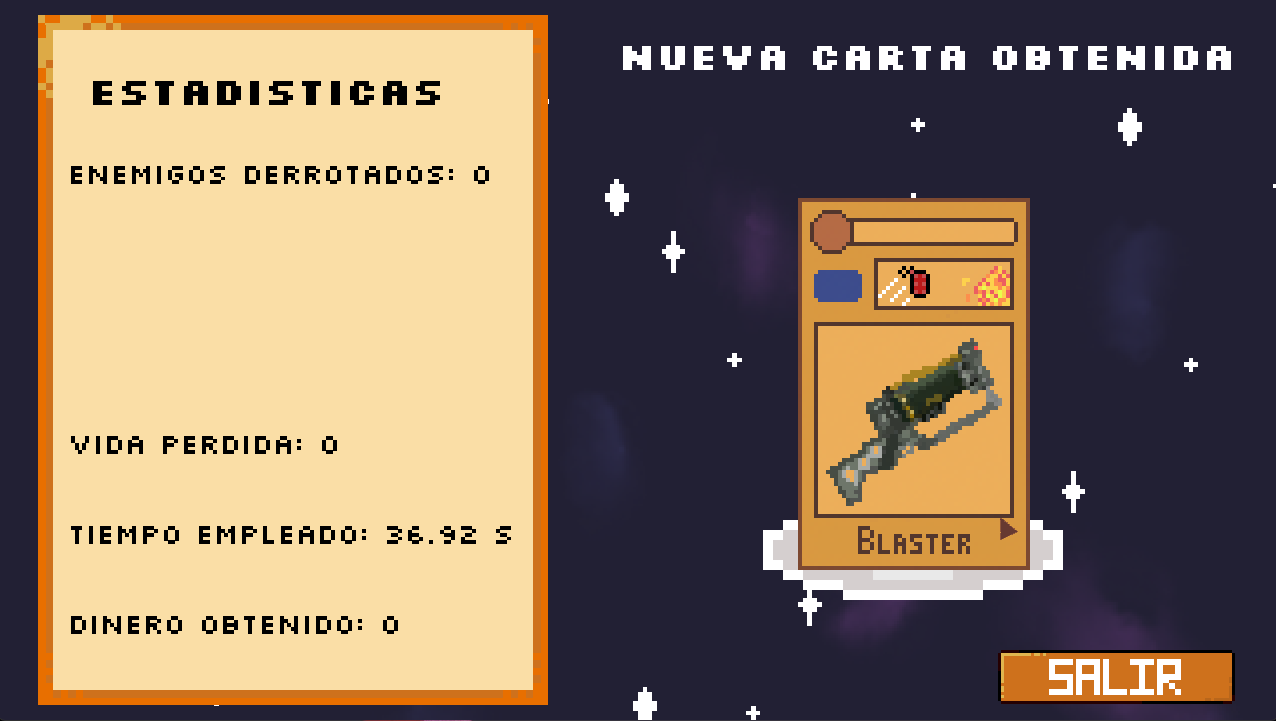 ESTADISTICAS
ENEMIGOS DERROTADOS: 0
VIDA PERDIDA: 0
TIEMPO EMPLEADO: 36.92 S
DINERO OBTENIDO: 0
NUEVA CARTA OBTENIDA
BLASTER
SALIR